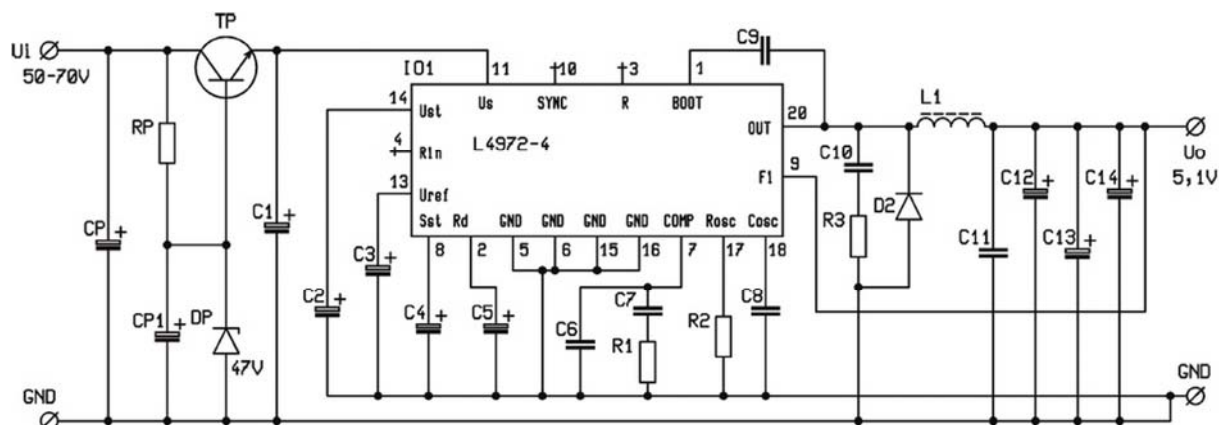 TP
UI
50-70V
C9
IO1
11
10
3
1
14
Ust
Us
SYNC
R
BOOT
20
L1
OUT
RP
4
RIn
L4972-4
Uo
5,1V
C10
9
FI
13
Uref
C12 +
C14 +
D2
CP +
C1 +
Sst
Rd
GND
GND
GND
GND
COMP
Rosc
Cosc
R3
C3 +
8
2
5
6
15
16
7
17
18
C11
C13 +
C2 +
C4 +
C5 +
C7
C8
CP1 +
DP
C6
R1
R2
47V
GND
GND